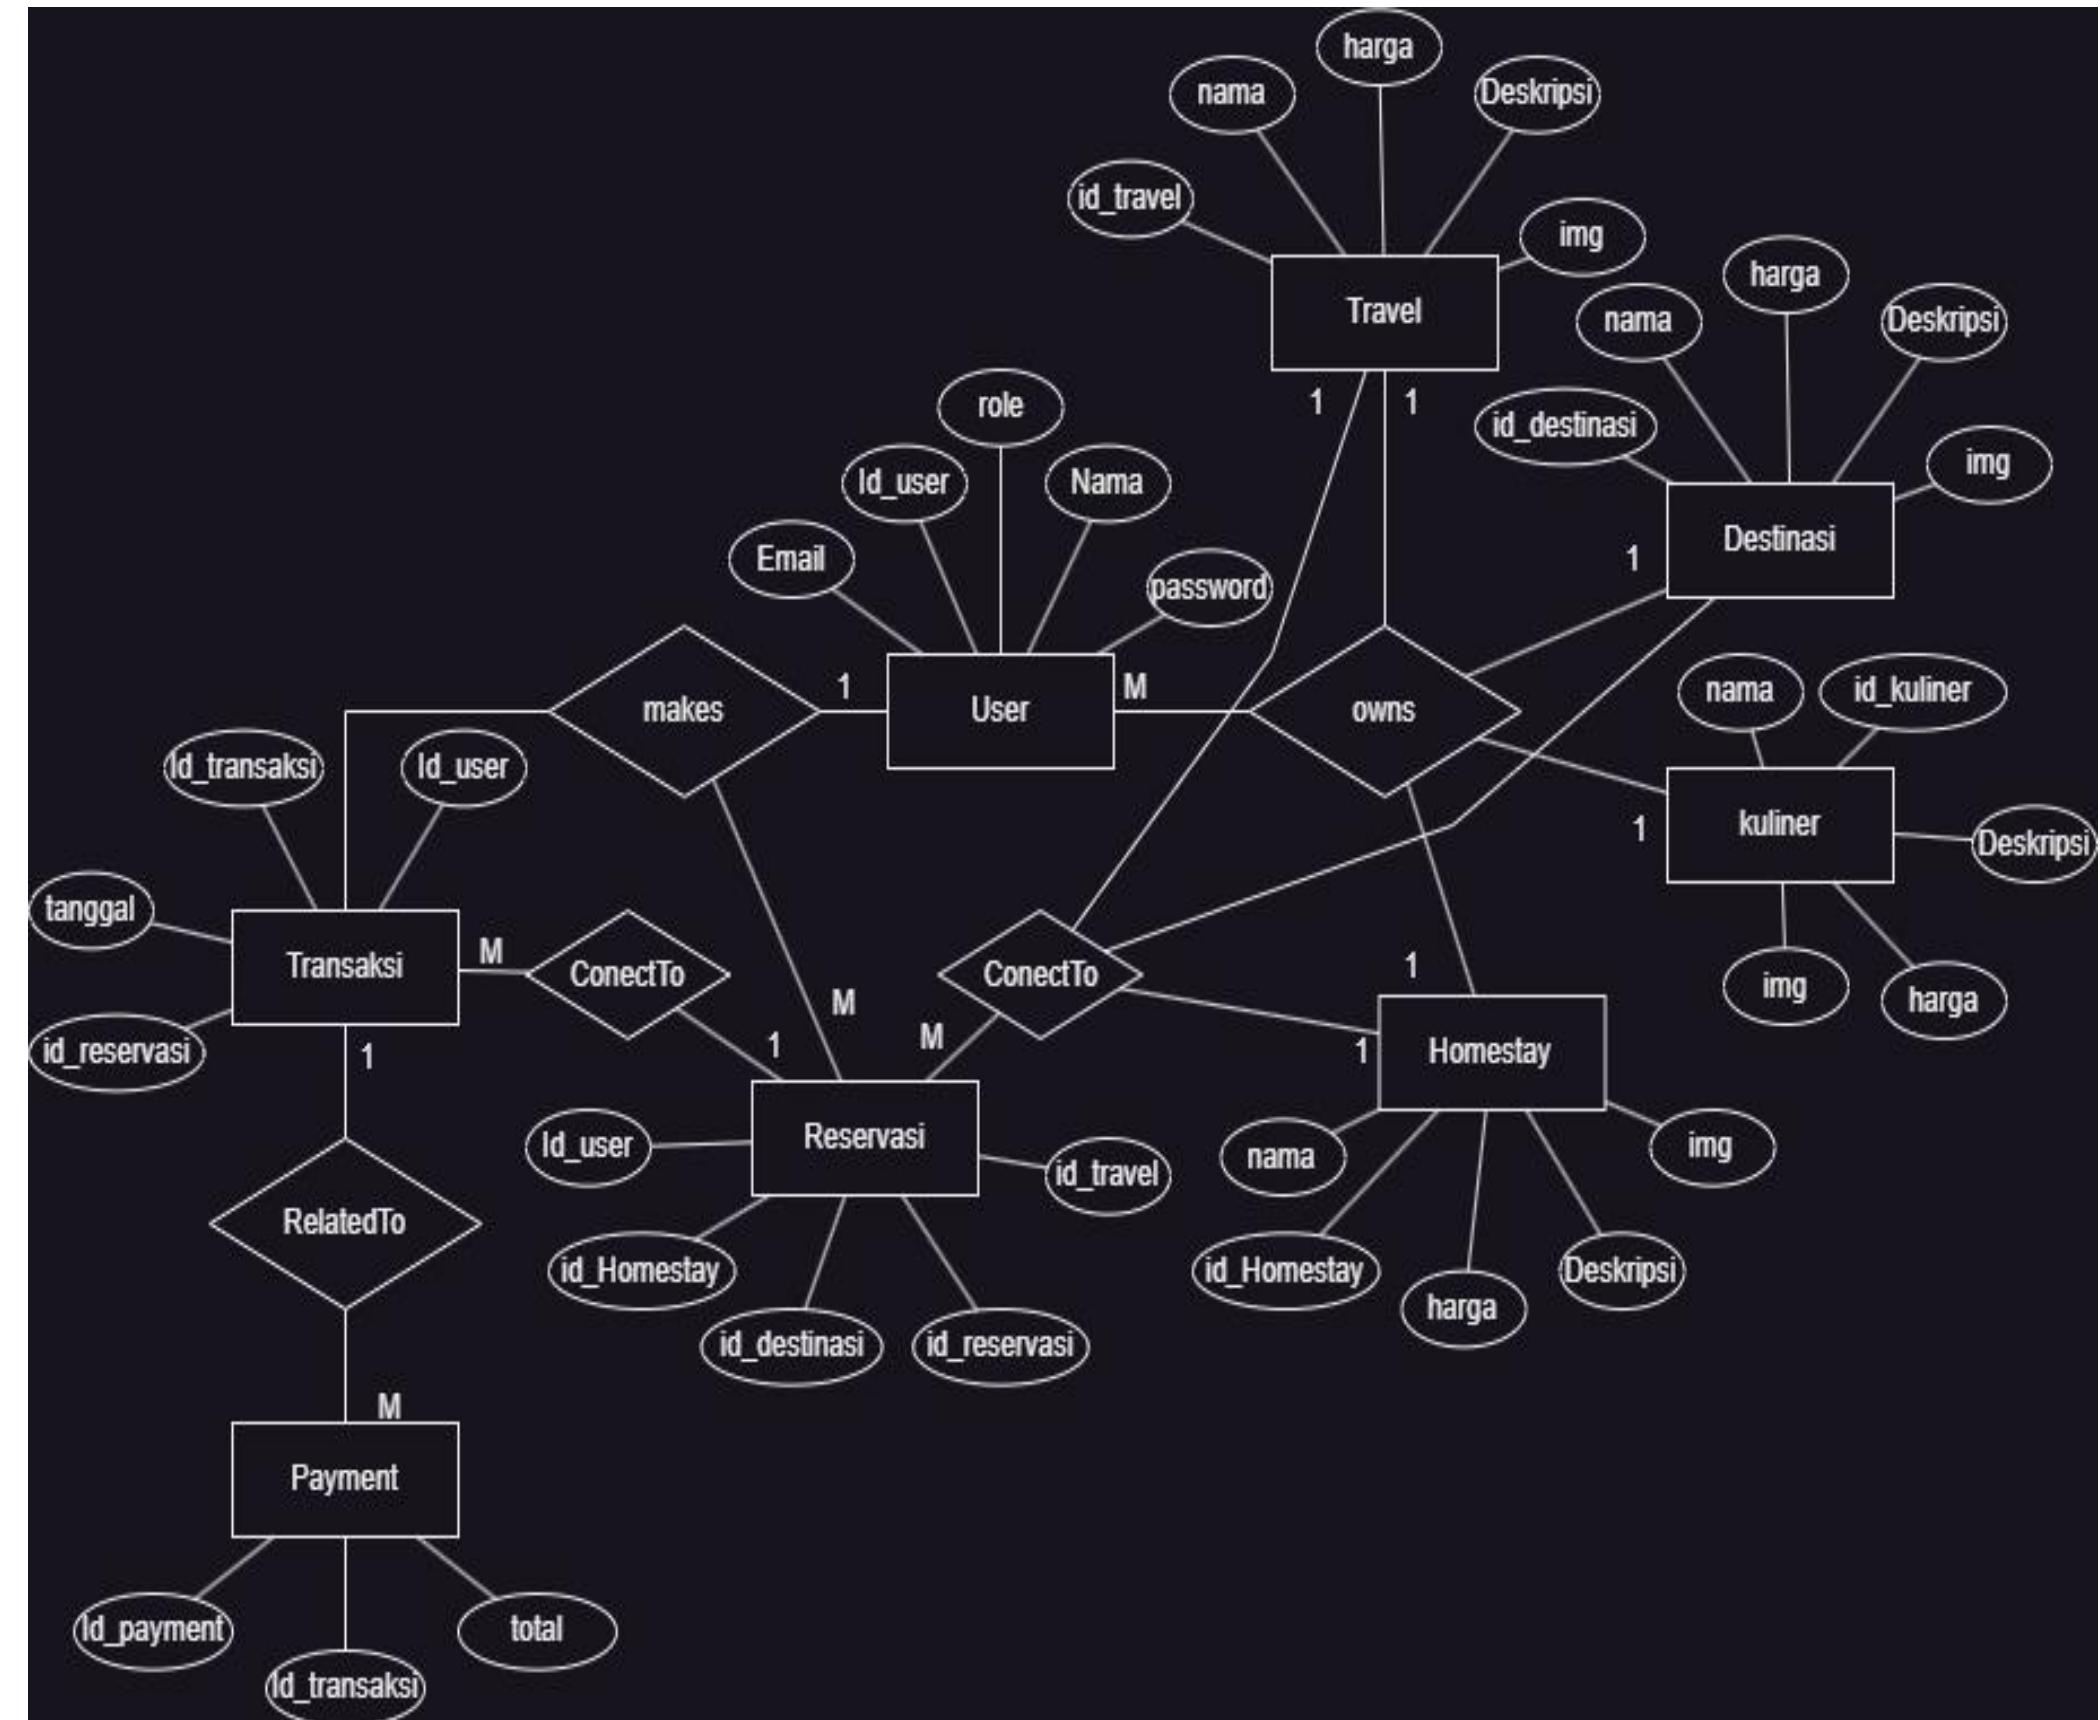 harga
nama
Deskripsi
id_travel
img
Travel
harga
nama
Deskripsi
id_destinasi
img
Destinasi
1
1
1
role
Id_user
Nama
Email
password
User
makes
1
M
owns
nama
id_kuliner
kuliner
Deskripsi
1
img
harga
Id_transaksi
Id_user
tanggal
Transaksi
id_reservasi
M
ConectTo
1
M
ConectTo
M
1
1
Homestay
nama
img
id_Homestay
harga
Deskripsi
1
Reservasi
Id_user
id_travel
id_Homestay
id_destinasi
id_reservasi
RelatedTo
M
Payment
Id_payment
Id_transaksi
total